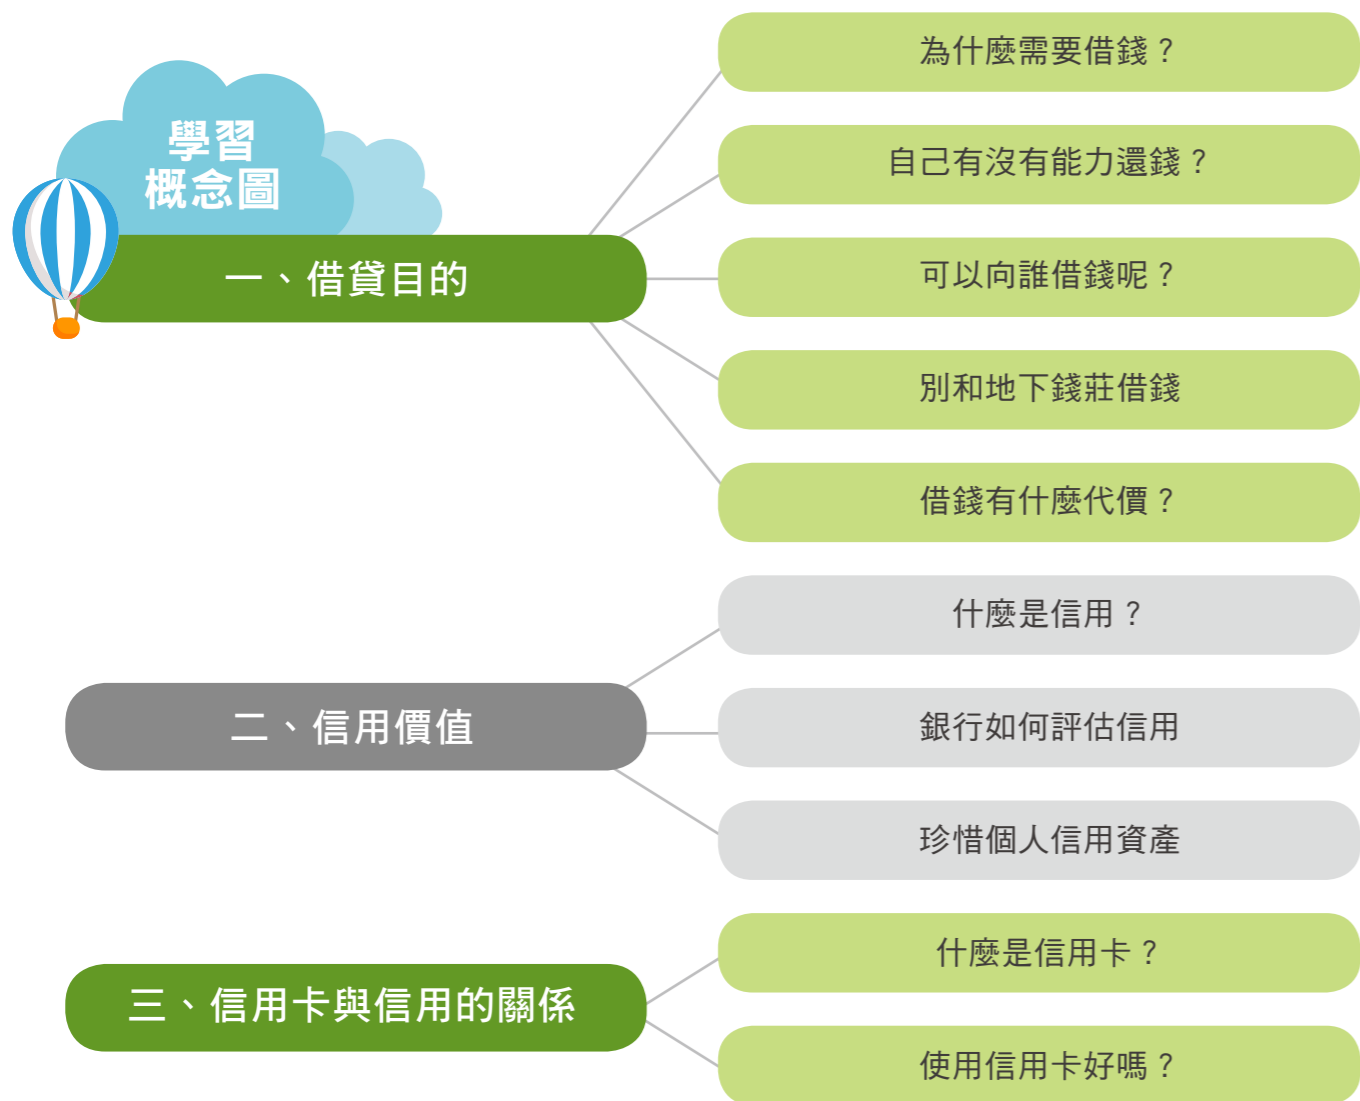 學習
概念圖
一、借貸目的
為什麼需要借錢？
自己有沒有能力還錢？
可以向誰借錢呢？
別和地下錢莊借錢
借錢有什麼代價？
二、信用價值
什麼是信用？
銀行如何評估信用
珍惜個人信用資產
三、信用卡與信用的關係
什麼是信用卡？
使用信用卡好嗎？